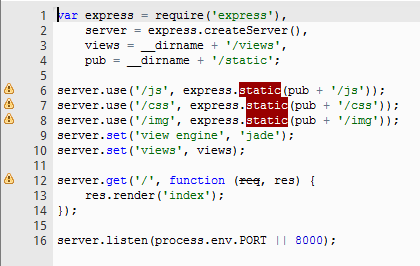 1 var express = require('express'),
2     server = express.createServer(),
3     views = __dirname + '/views',
4     pub = __dirname + '/static';
5
6 server.use('/js', express.static(pub + '/js'));
7 server.use('/css', express.static(pub + '/css'));
8 server.use('/img', express.static(pub + '/img'));
9 server.set('view engine', 'jade');
10 server.set('views', views);
11
12 server.get('/', function (req, res) {
13     res.render('index');
14 });
15
16 server.listen(process.env.PORT || 8000);